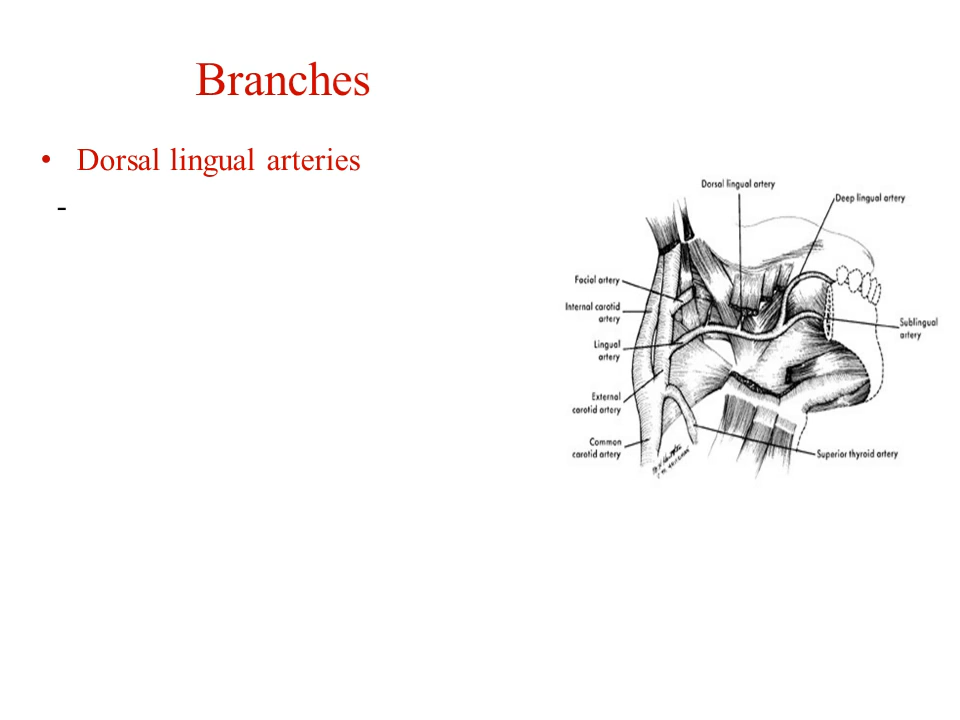 Branches
• Dorsal lingual arteries
-
Dorsal lingual artery
Deep lingual artery
Facial artery
Internal carotid
artery
Sublingual
artery
Lingual
artery
External
carotid artery
Common
carotid artery
Superior thyroid artery